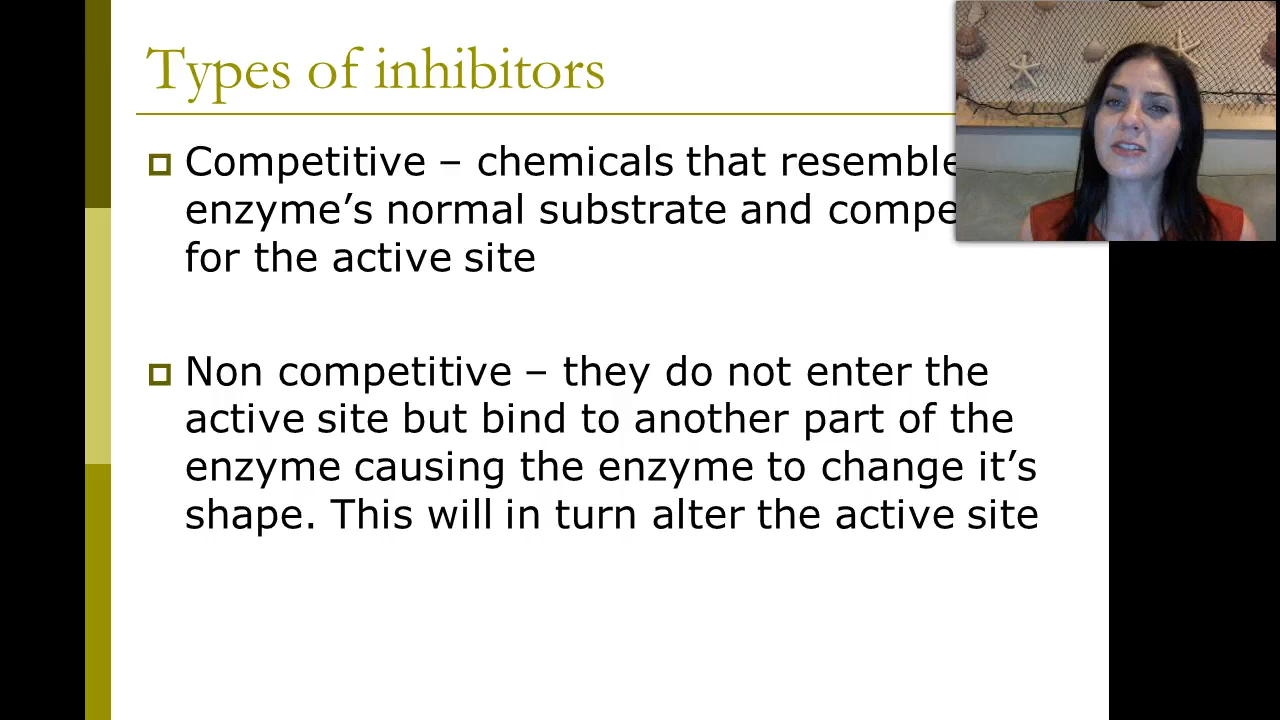 Types of inhibitors
Competitive – chemicals that resemble
enzyme’s normal substrate and compe
for the active site
Non competitive – they do not enter the
active site but bind to another part of the
enzyme causing the enzyme to change it’s
shape. This will in turn alter the active site